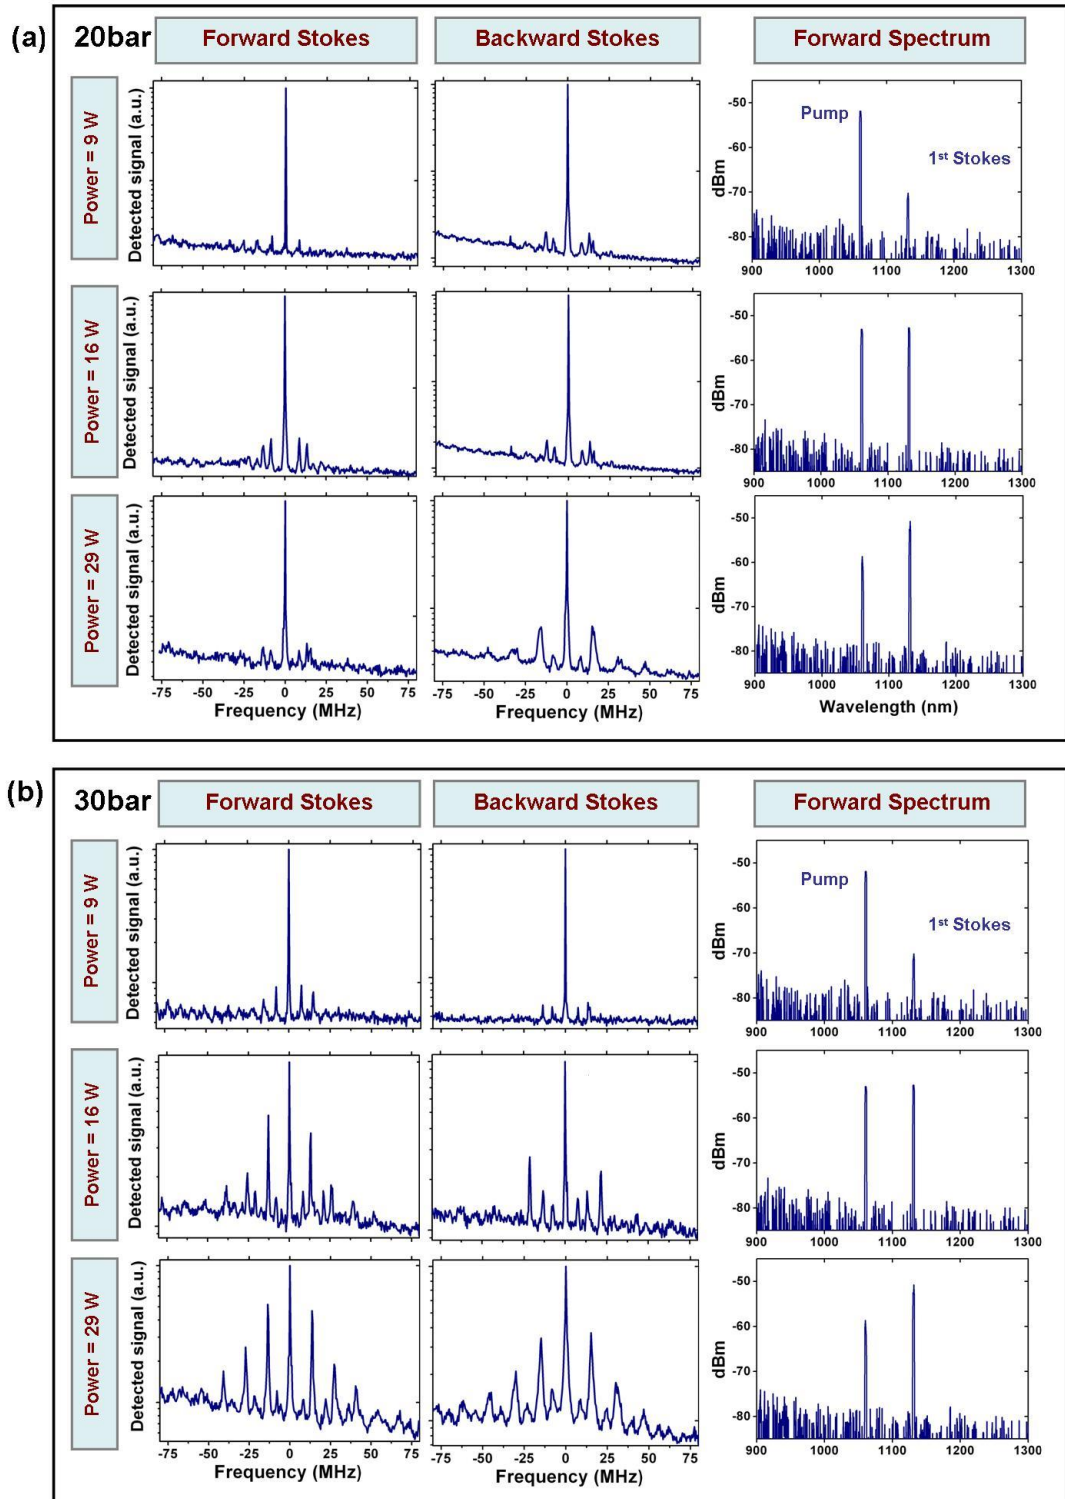 (a)
20bar
Forward Stokes
Backward Stokes
Forward Spectrum
Power = 9 W
Detected signal (a.u.)
dBm
-50
-60
-70
-80
Pump
1st Stokes
900 1000 1100 1200 1300
Power = 16 W
Detected signal (a.u.)
Detected signal (a.u.)
dBm
-50
-60
-70
-80
900 1000 1100 1200 1300
Power = 29 W
Detected signal (a.u.)
dBm
-50
-60
-70
-80
-75 -50 -25 0 25 50 75
Frequency (MHz)
-75 -50 -25 0 25 50 75
Frequency (MHz)
900 1000 1100 1200 1300
Wavelength (nm)
(b)
30bar
Forward Stokes
Backward Stokes
Forward Spectrum
Power = 9 W
Detected signal (a.u.)
dBm
-50
-60
-70
-80
Pump
1st Stokes
900 1000 1100 1200 1300
Power = 16 W
Detected signal (a.u.)
dBm
-50
-60
-70
-80
900 1000 1100 1200 1300
Power = 29 W
Detected signal (a.u.)
dBm
-50
-60
-70
-80
-75 -50 -25 0 25 50 75
Frequency (MHz)
-75 -50 -25 0 25 50 75
Frequency (MHz)
900 1000 1100 1200 1300